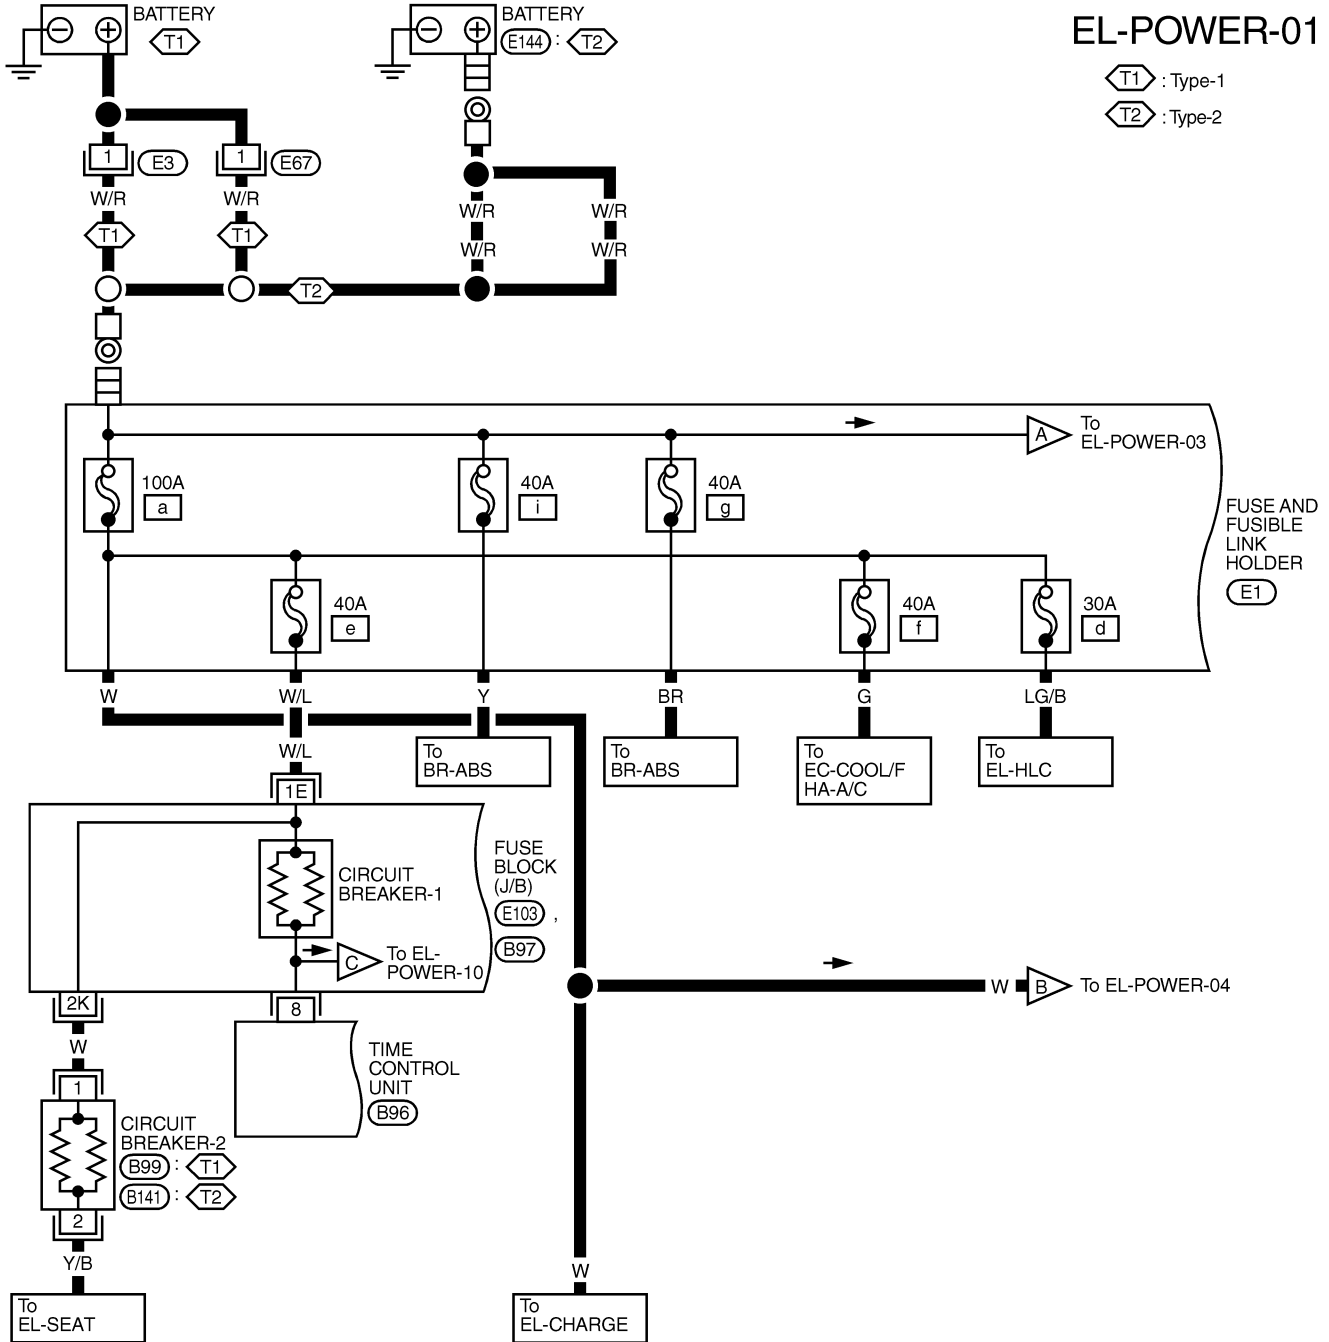 BATTERY
T1
BATTERY
E144 : T2
EL-POWER-01
T1 : Type-1
T2 : Type-2
− +
− +
1 E3
1 E67
W/R
W/R
W/R
W/R
T1
T1
W/R
W/R
T2
To
EL-POWER-03
A
100A
a
40A
i
40A
g
FUSE AND
FUSIBLE
LINK
HOLDER
E1
40A
e
40A
f
30A
d
W
W/L
Y
BR
G
LG/B
W/L
To
BR-ABS
To
BR-ABS
To
EC-COOL/F
HA-A/C
To
EL-HLC
1E
CIRCUIT
BREAKER-1
FUSE
BLOCK
(J/B)
E103 ,
B97
C
To EL-
POWER-10
W
B
To EL-POWER-04
2K
8
W
TIME
CONTROL
UNIT
B96
1
CIRCUIT
BREAKER-2
B99 : T1
B141 : T2
2
Y/B
W
To
EL-SEAT
To
EL-CHARGE